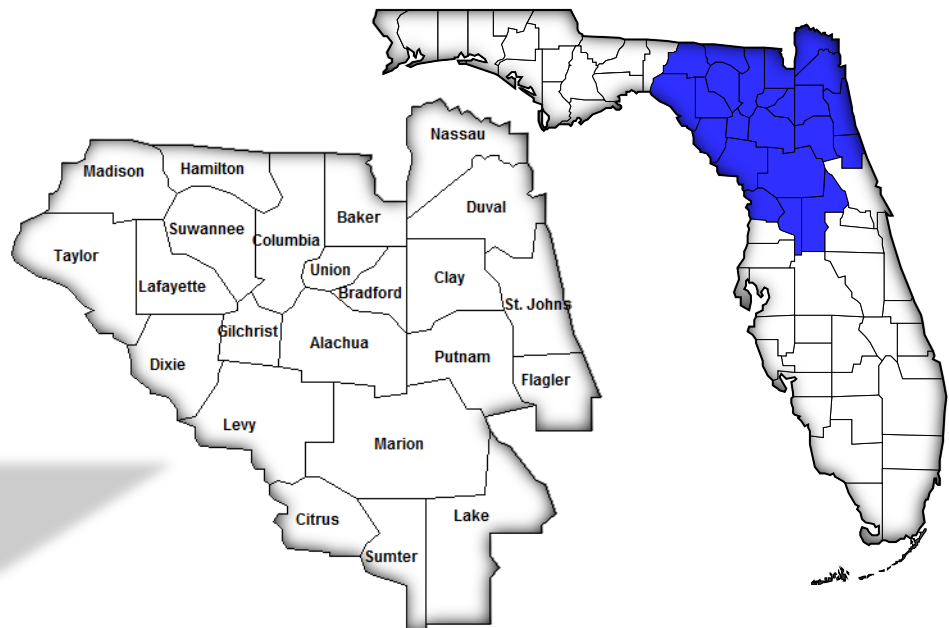 Nassau
Madison
Hamilton
Duval
Baker
Suwannee
Columbia
Taylor
Union
Clay
Lafayette
Bradford
St. Johns
Gilchrist
Alachua
Putnam
Dixie
Flagler
Levy
Marion
Citrus
Lake
Sumter